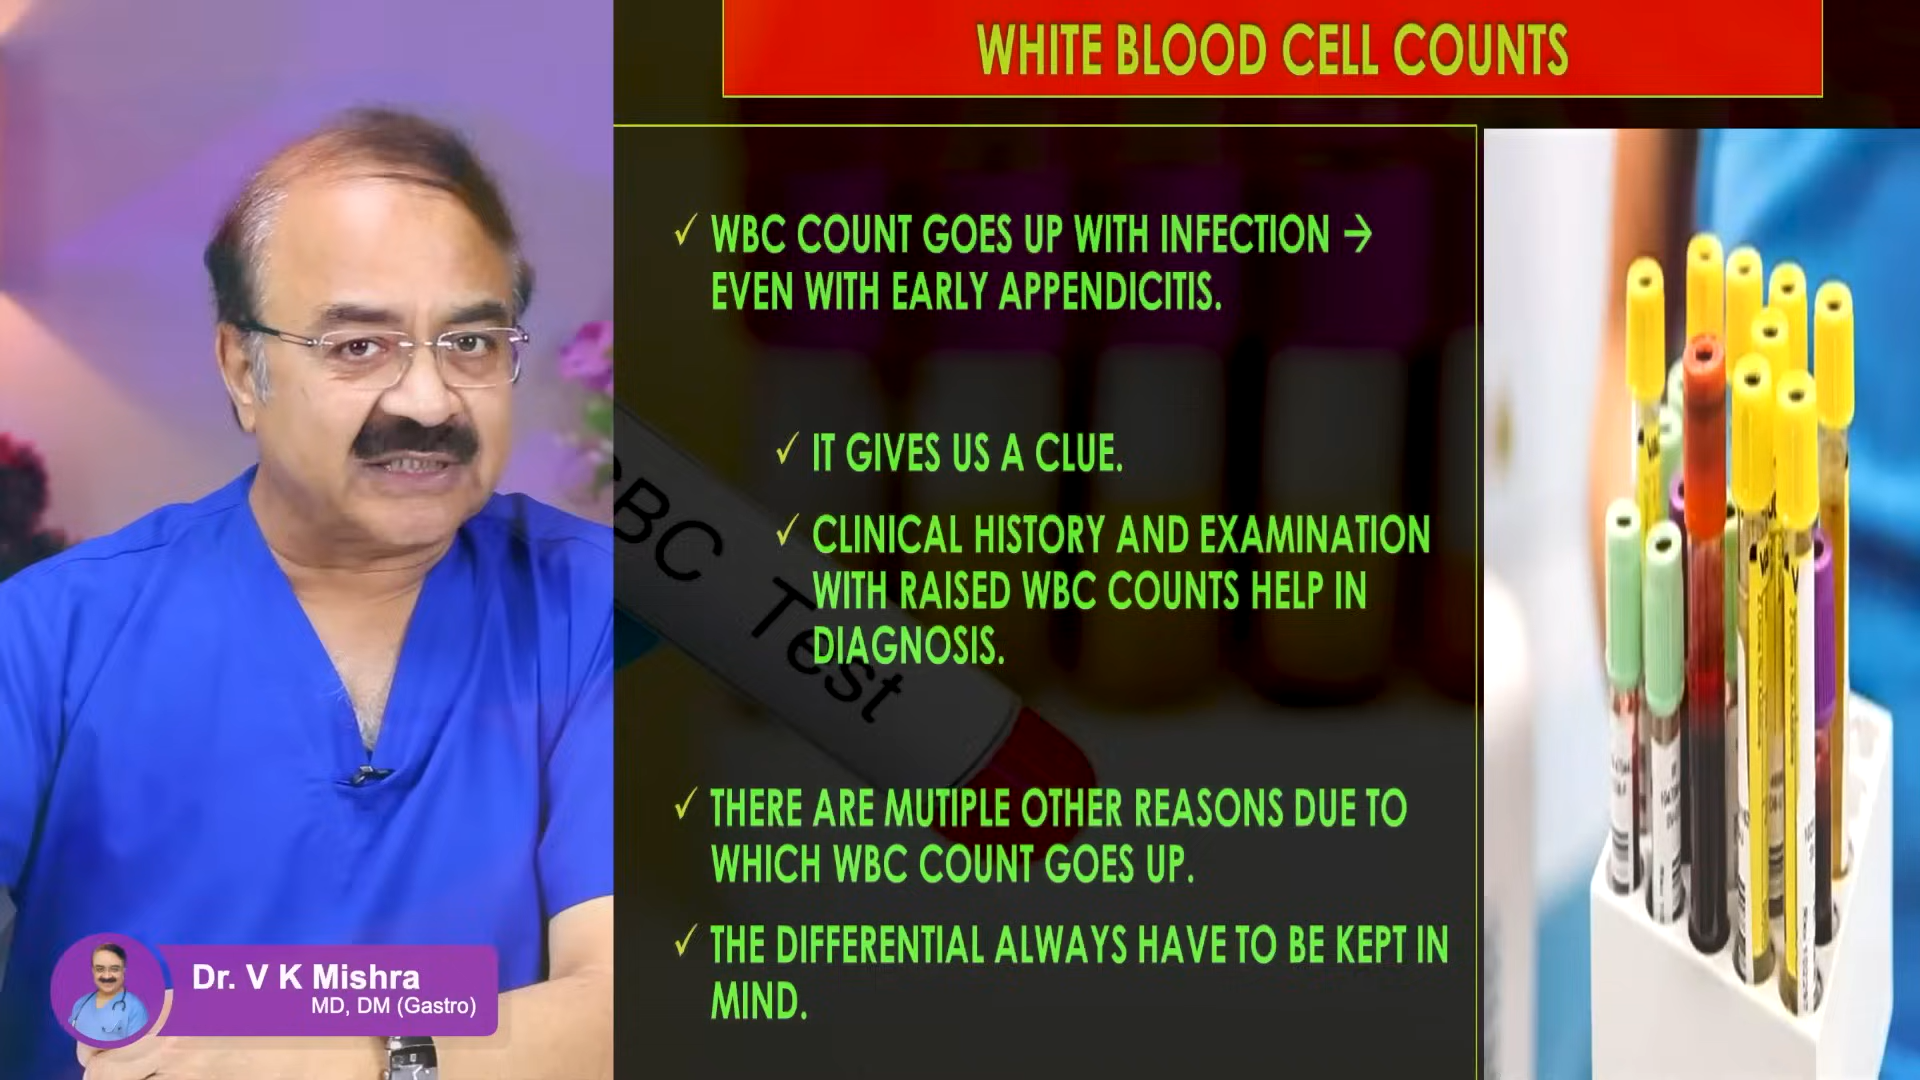 WHITE BLOOD CELL COUNTS
✓ WBC COUNT GOES UP WITH INFECTION →
EVEN WITH EARLY APPENDICITIS.
✓ IT GIVES US A CLUE.
✓ CLINICAL HISTORY AND EXAMINATION
WITH RAISED WBC COUNTS HELP IN
DIAGNOSIS.
✓ THERE ARE MUTIPLE OTHER REASONS DUE TO
WHICH WBC COUNT GOES UP.
✓ THE DIFFERENTIAL ALWAYS HAVE TO BE KEPT IN
MIND.
Test
Dr. V K Mishra
MD, DM (Gastro)